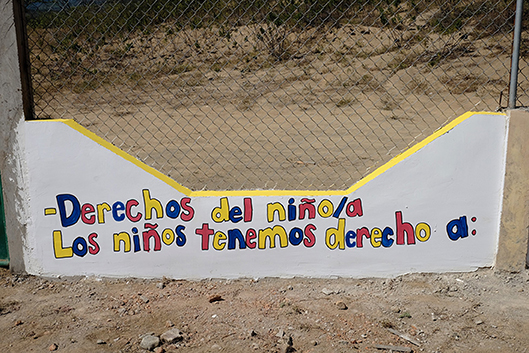 -Derechos del niño/a
Los niños tenemos derecho a: